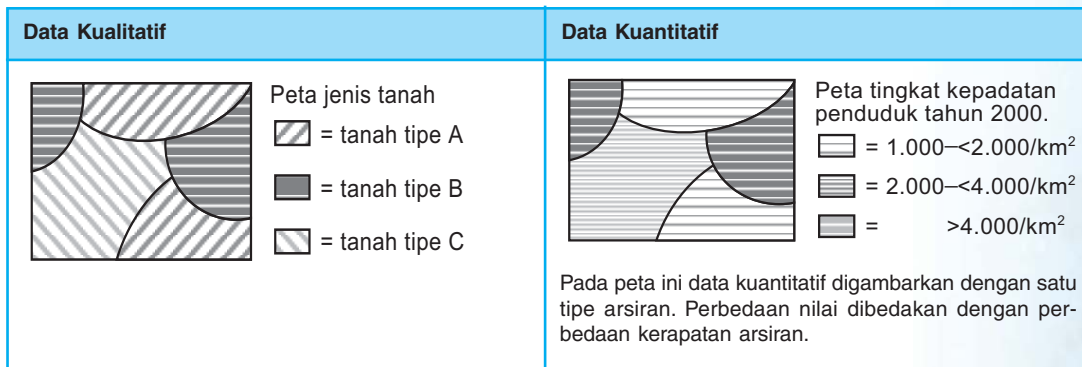 Data Kualitatif
Peta jenis tanah
= tanah tipe A
= tanah tipe B
= tanah tipe C
Data Kuantitatif
Peta tingkat kepadatan
penduduk tahun 2000.
= 1.000–<2.000/km²
= 2.000–<4.000/km²
= >4.000/km²
Pada peta ini data kuantitatif digambarkan dengan satu
tipe arsiran. Perbedaan nilai dibedakan dengan per-
bedaan kerapatan arsiran.